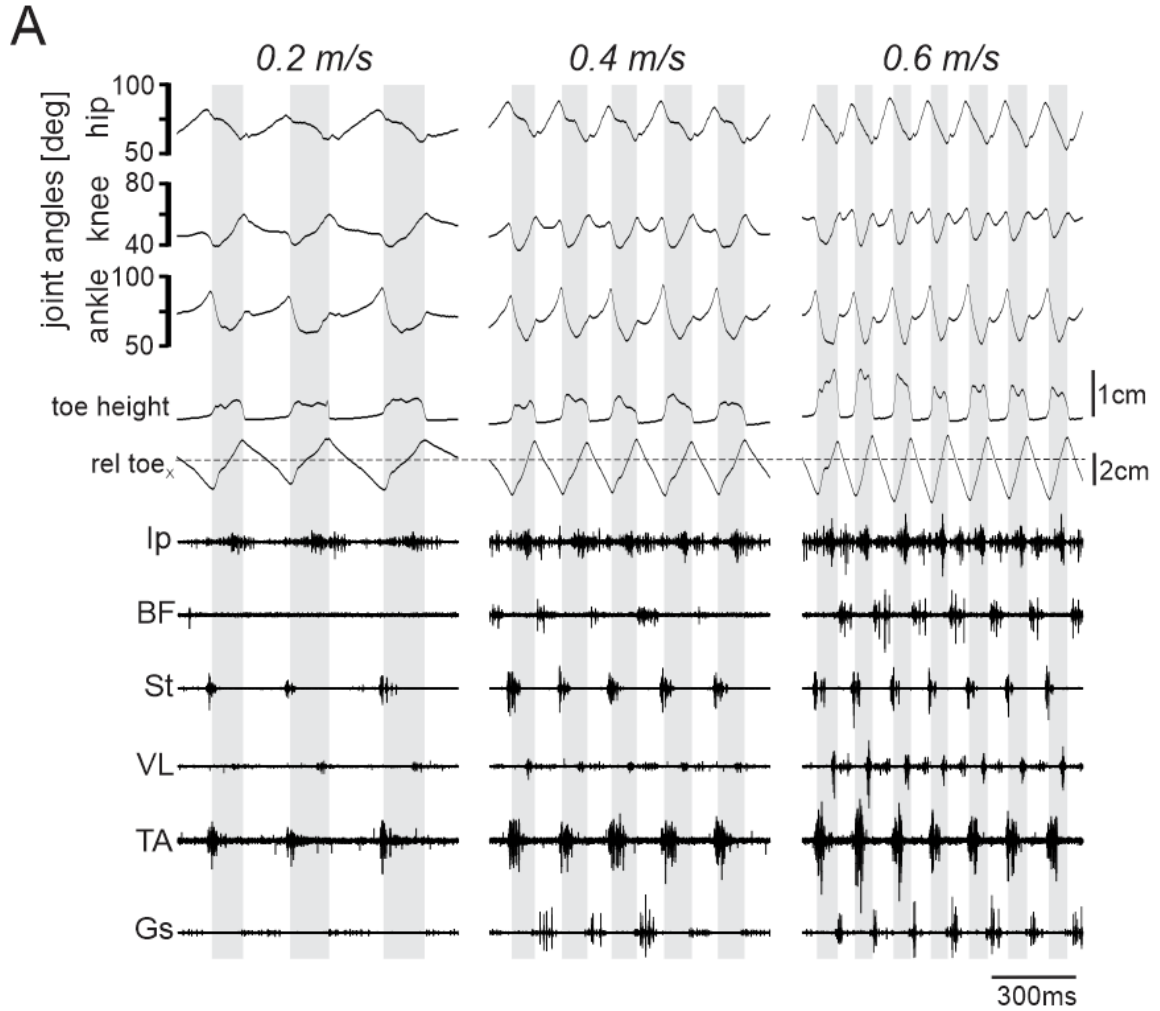 A
0.2 m/s 0.4 m/s 0.6 m/s
joint angles [deg]
hip
100
50
knee
80
40
ankle
100
50
toe height
1cm
rel toex
2cm
Ip
BF
St
VL
TA
Gs
300ms